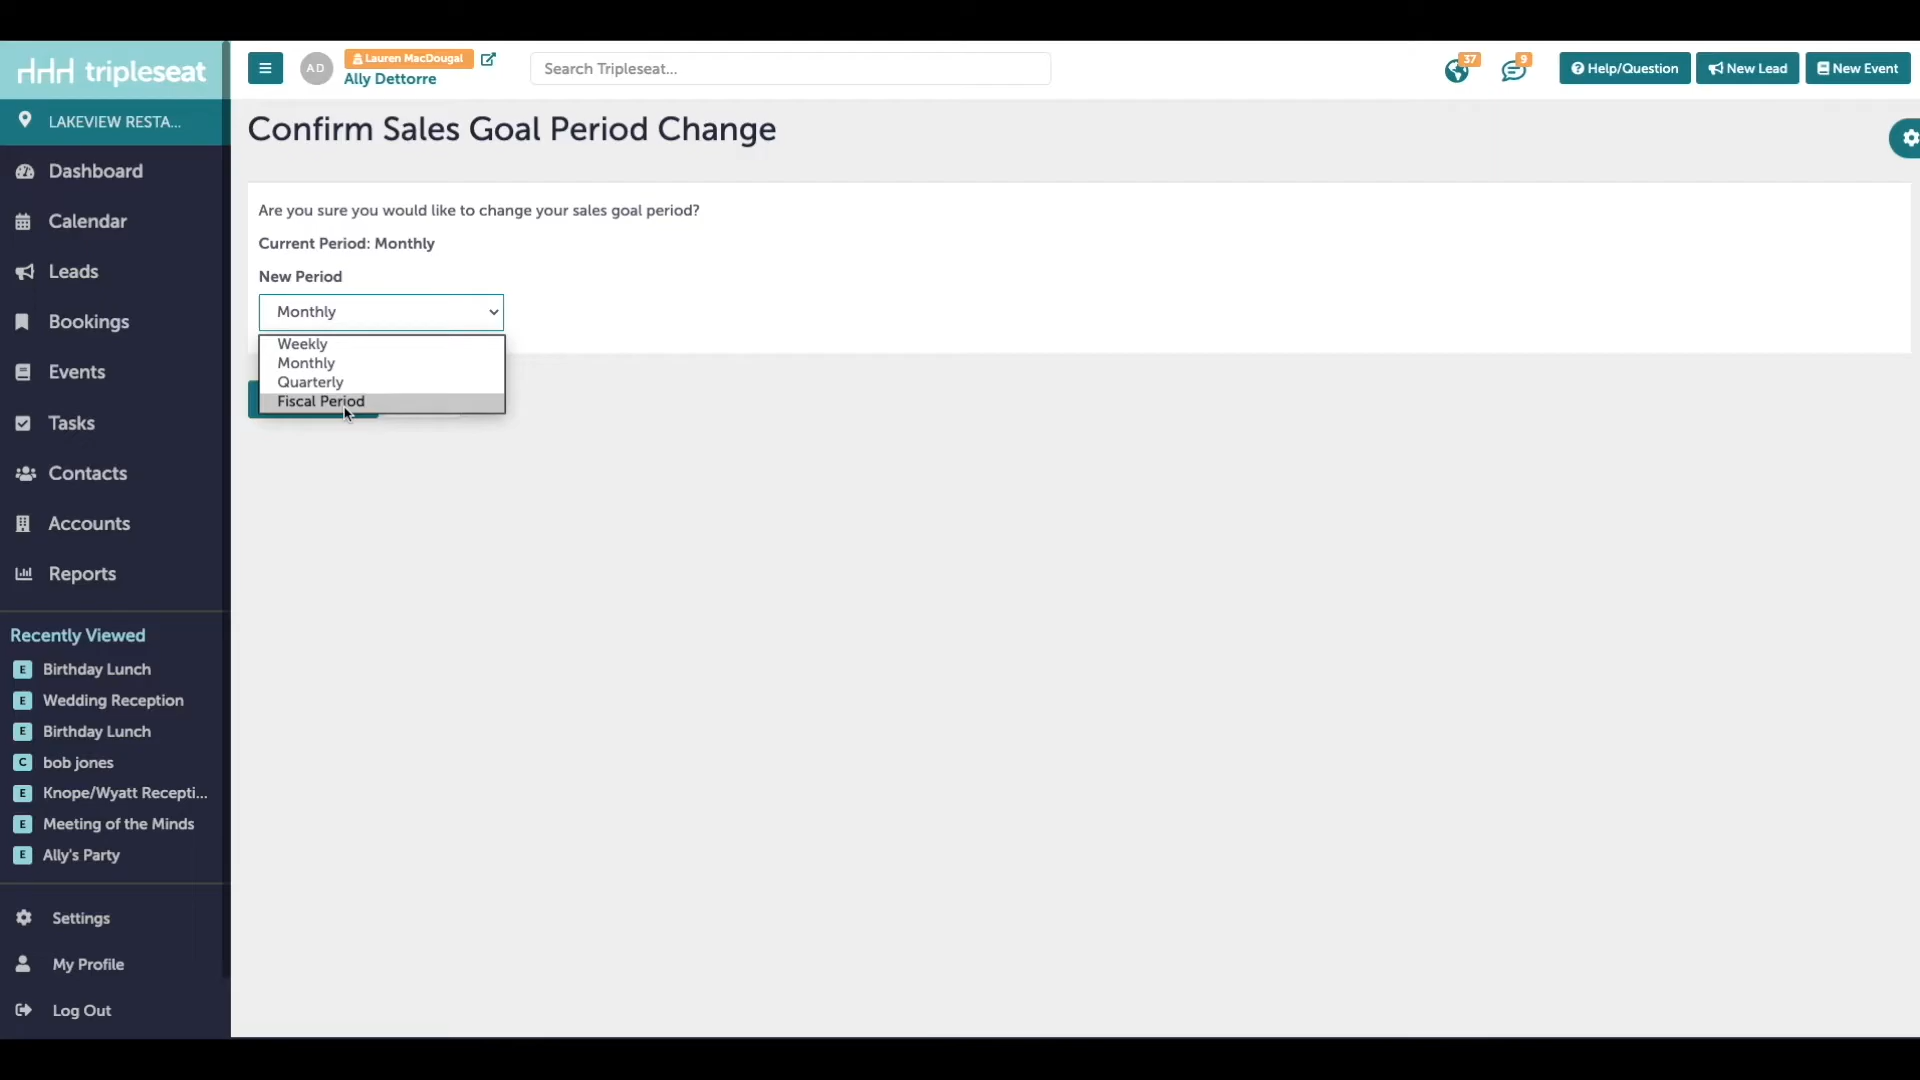 tripleseat
LAKEVIEW RESTA...
Dashboard
Calendar
Leads
Bookings
Events
Tasks
Contacts
Accounts
Reports
Recently Viewed
E Birthday Lunch
E Wedding Reception
E Birthday Lunch
C bob jones
E Knope/Wyatt Recepti...
E Meeting of the Minds
E Ally's Party
Settings
My Profile
Log Out
AD
Lauren MacDougal
Ally Dettorre
Search Tripleseat...
37
9
Help/Question
New Lead
New Event
Confirm Sales Goal Period Change
Are you sure you would like to change your sales goal period?
Current Period: Monthly
New Period
Monthly
Weekly
Monthly
Quarterly
Fiscal Period